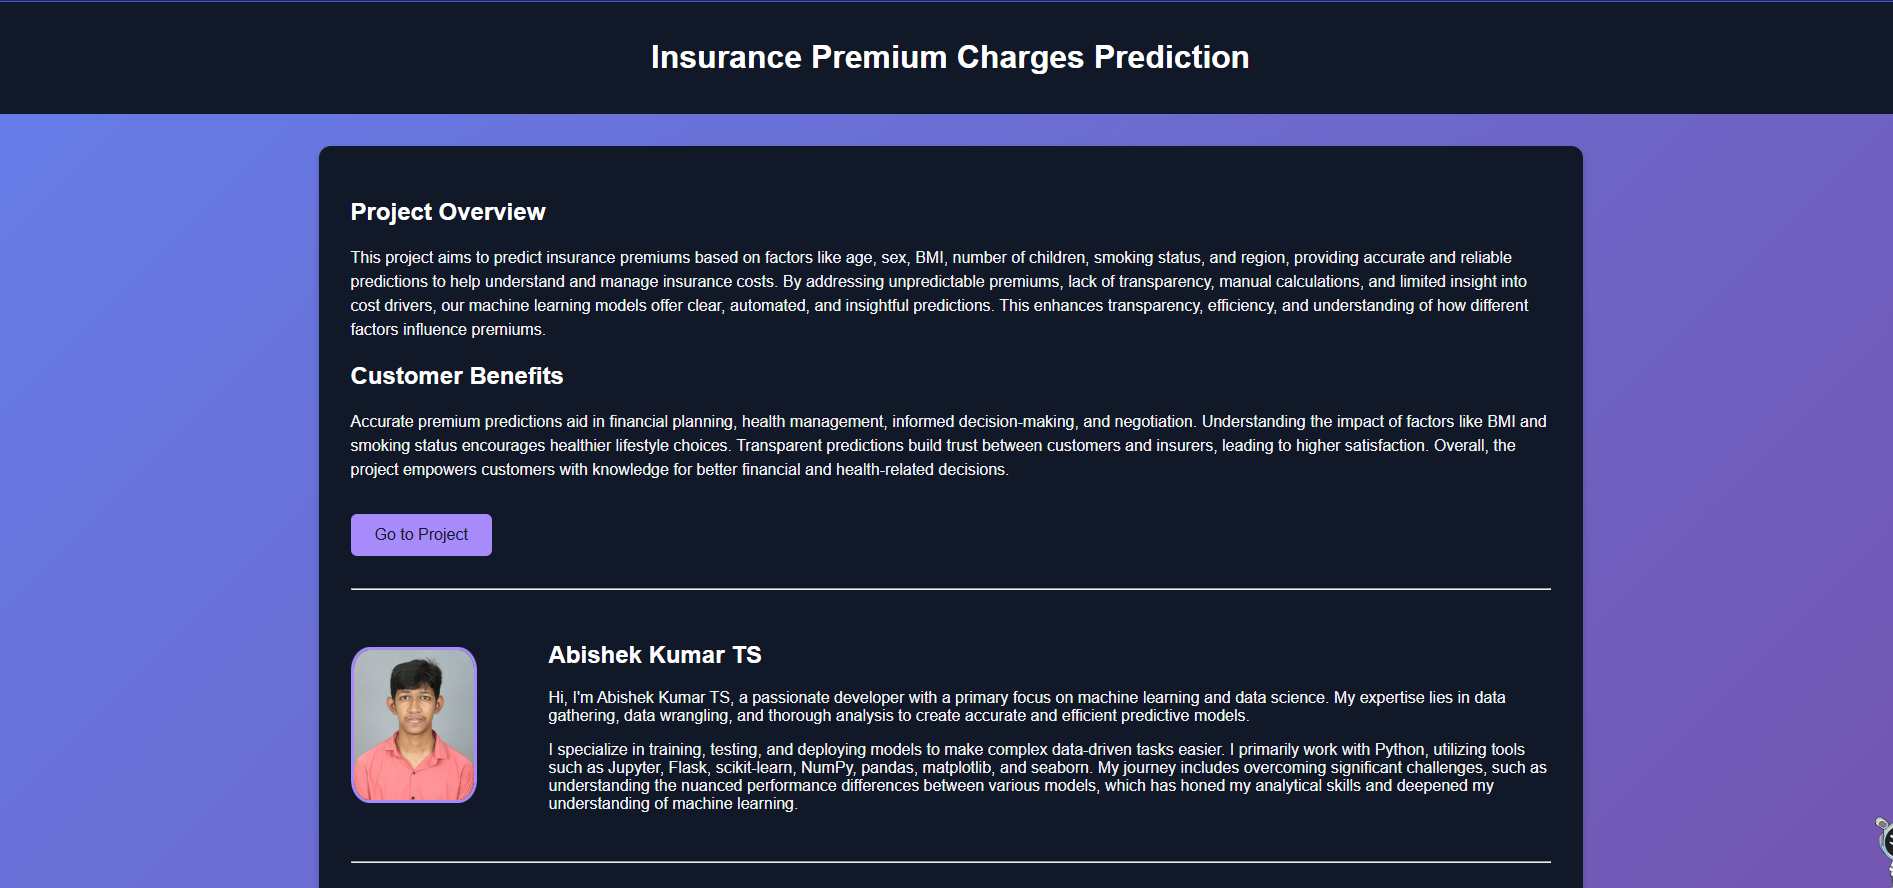 Insurance Premium Charges Prediction
Project Overview
This project aims to predict insurance premiums based on factors like age, sex, BMI, number of children, smoking status, and region, providing accurate and reliable
predictions to help understand and manage insurance costs. By addressing unpredictable premiums, lack of transparency, manual calculations, and limited insight into
cost drivers, our machine learning models offer clear, automated, and insightful predictions. This enhances transparency, efficiency, and understanding of how different
factors influence premiums.
Customer Benefits
Accurate premium predictions aid in financial planning, health management, informed decision-making, and negotiation. Understanding the impact of factors like BMI and
smoking status encourages healthier lifestyle choices. Transparent predictions build trust between customers and insurers, leading to higher satisfaction. Overall, the
project empowers customers with knowledge for better financial and health-related decisions.
Go to Project
Abishek Kumar TS
Hi, I'm Abishek Kumar TS, a passionate developer with a primary focus on machine learning and data science. My expertise lies in data
gathering, data wrangling, and thorough analysis to create accurate and efficient predictive models.
I specialize in training, testing, and deploying models to make complex data-driven tasks easier. I primarily work with Python, utilizing tools
such as Jupyter, Flask, scikit-learn, NumPy, pandas, matplotlib, and seaborn. My journey includes overcoming significant challenges, such as
understanding the nuanced performance differences between various models, which has honed my analytical skills and deepened my
understanding of machine learning.